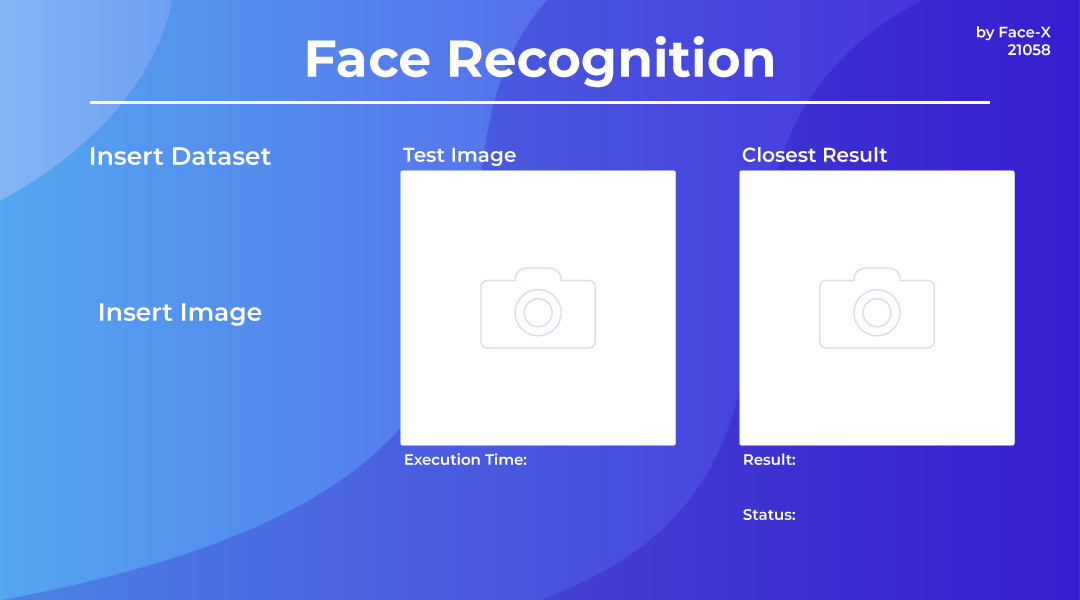 by Face-X
21058
Face Recognition
Insert Dataset
Test Image
Closest Result
Insert Image
Execution Time:
Result:
Status: